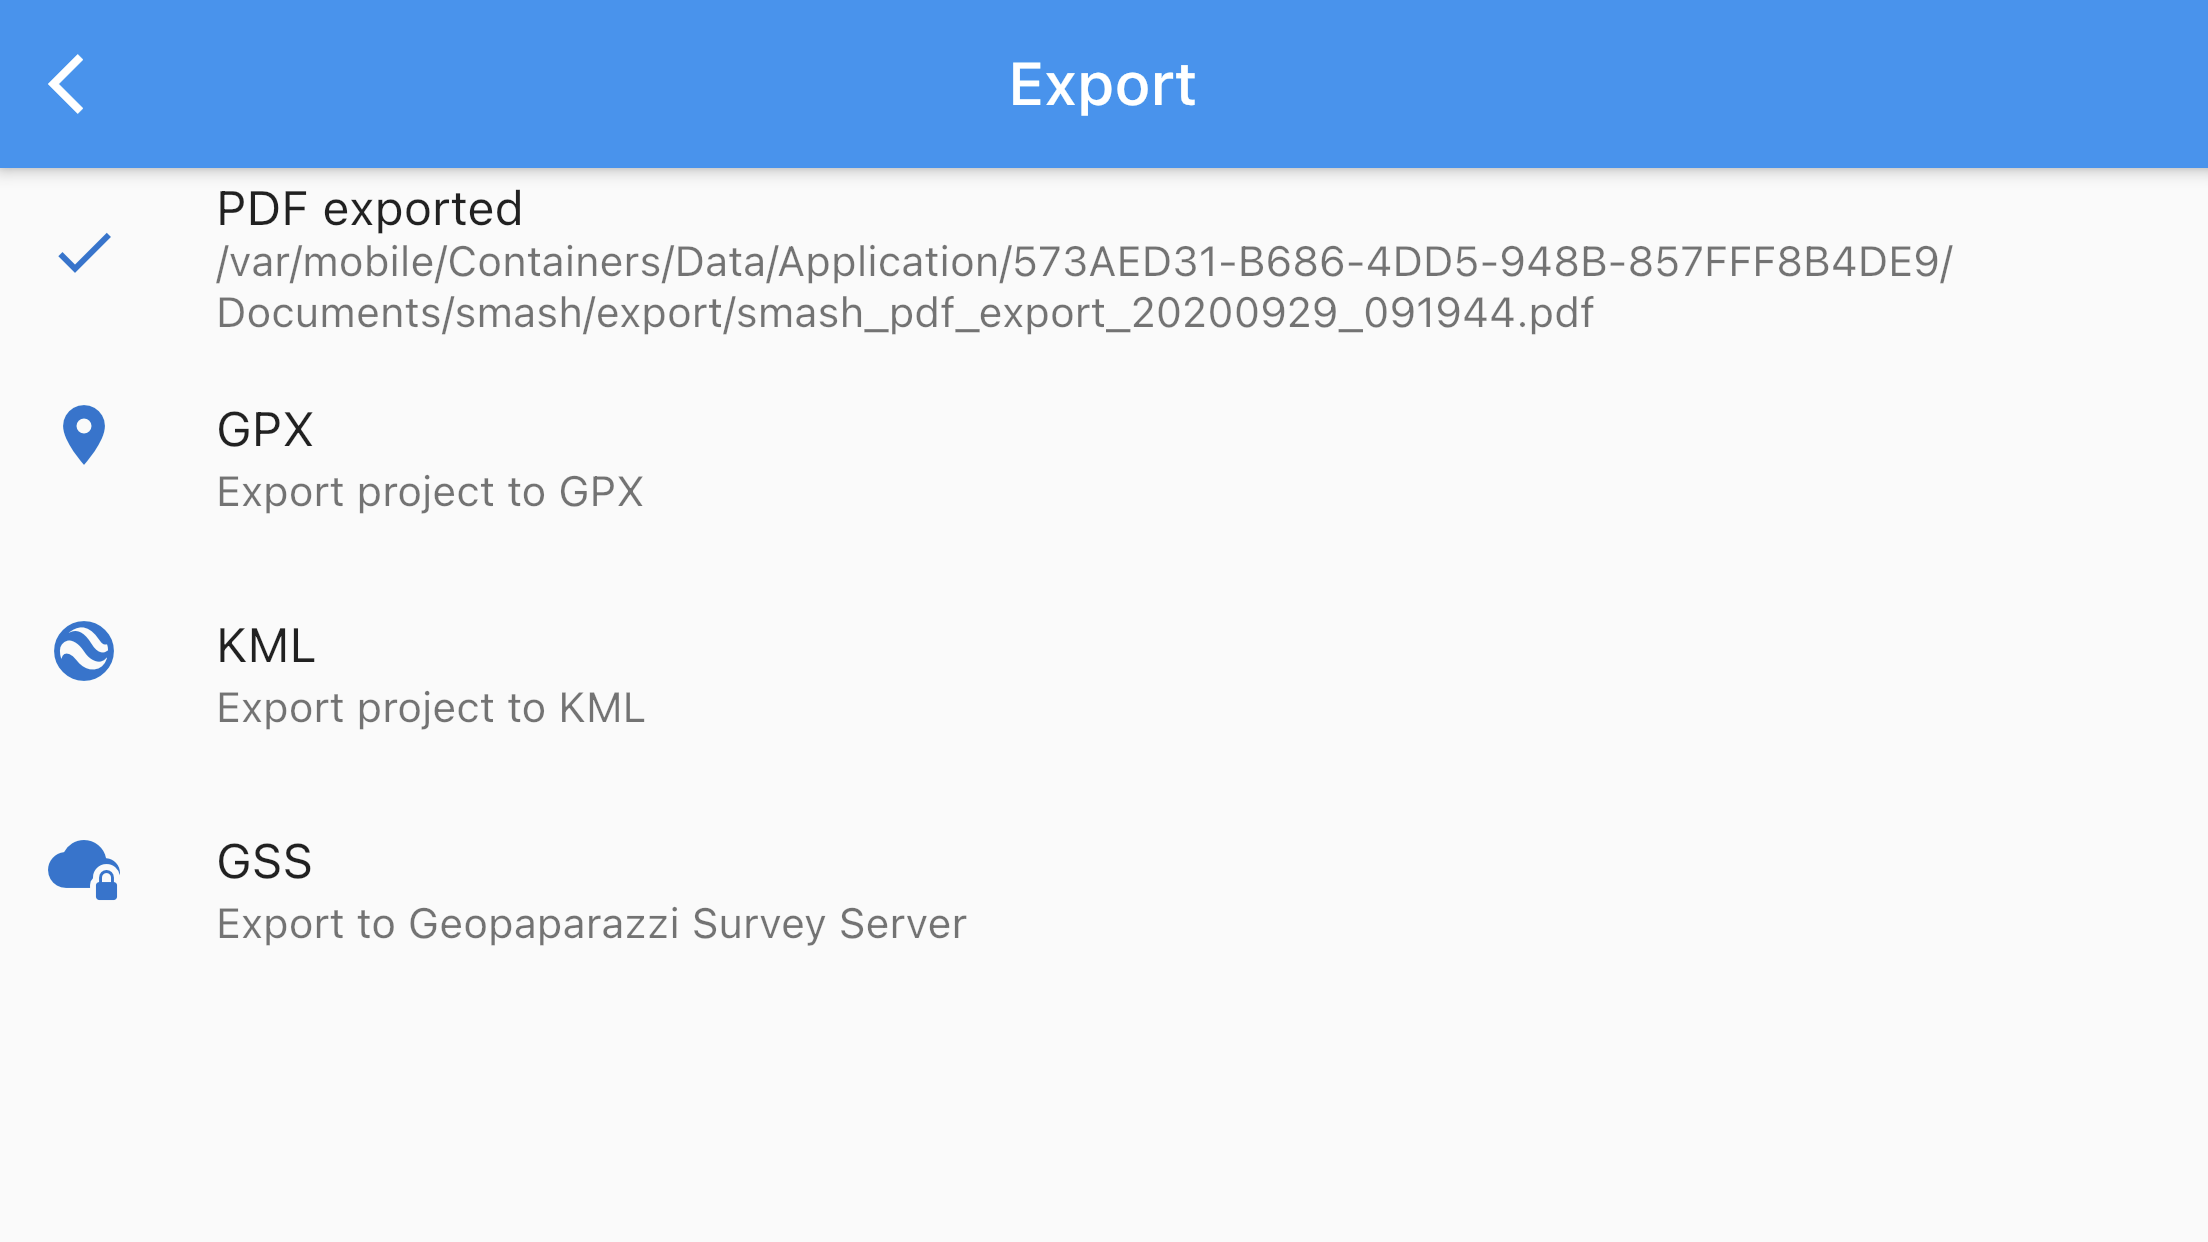 Export
PDF exported
/var/mobile/Containers/Data/Application/573AED31-B686-4DD5-948B-857FFF8B4DE9/
Documents/smash/export/smash_pdf_export_20200929_091944.pdf
GPX
Export project to GPX
KML
Export project to KML
GSS
Export to Geopaparazzi Survey Server